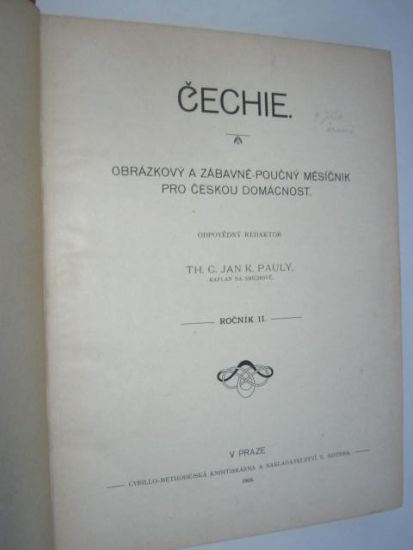 ČECHIE.
OBRÁZKOVÝ A ZÁBAVNĚ-POUČNÝ MĚSÍČNIK
PRO ČESKOU DOMÁCNOST.
ODPOVĚDNÝ REDAKTOR
TH. C. JAN K. PAULY,
KAPLAN NA SMÍCHOVĚ.
ROČNÍK II.
V PRAZE
CYRILLO-METHODĚJSKÁ KNIHTISKÁRNA A NAKLADATELSTVÍ V. KOTRBA.